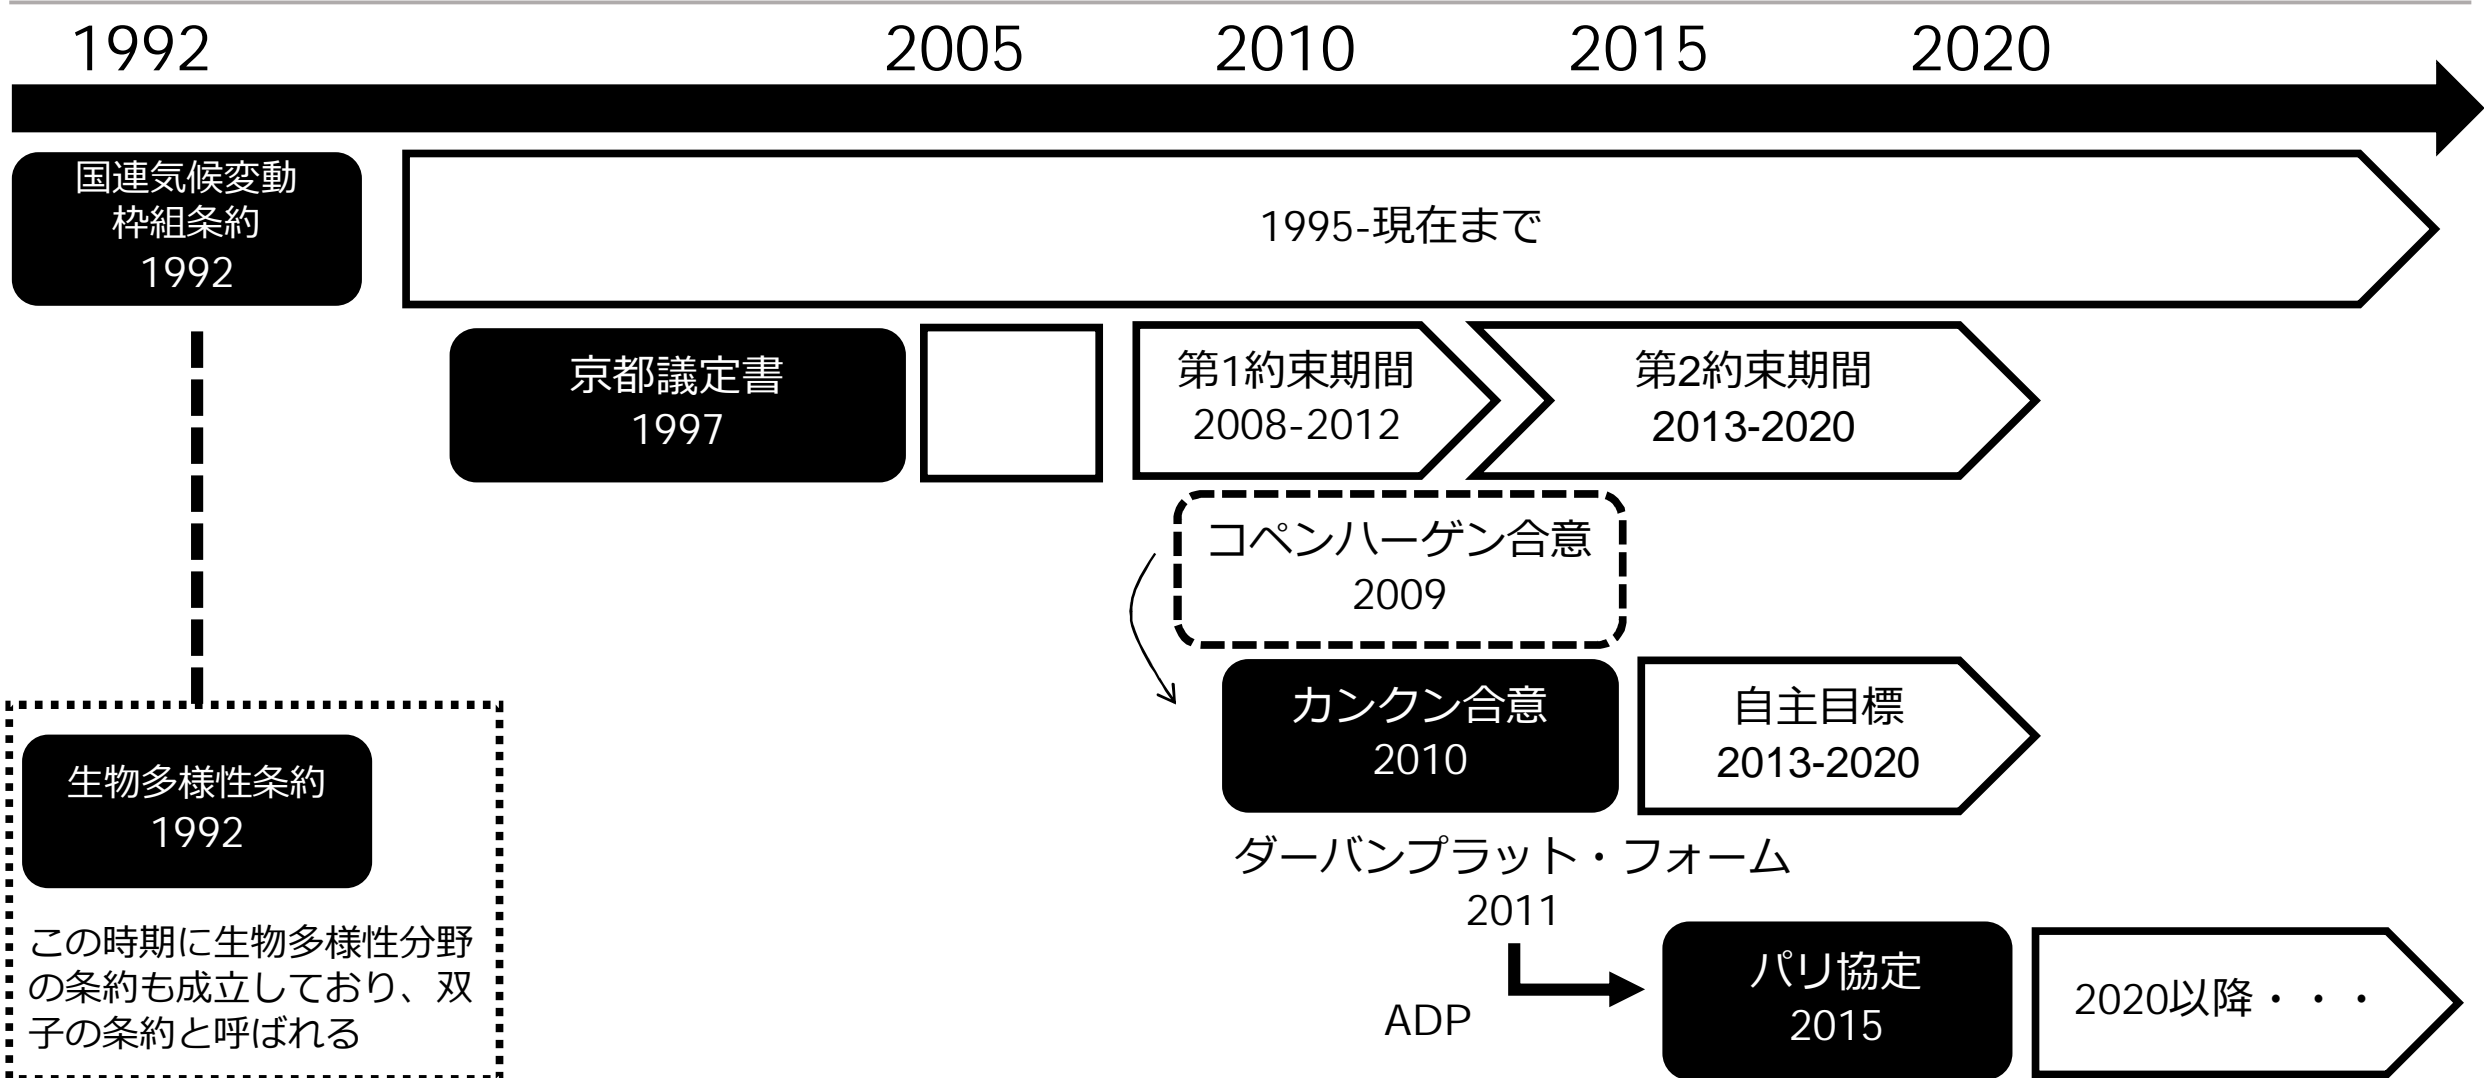 1992
2005
2010
2015
2020
国連気候変動
枠組条約
1992
1995-現在まで
京都議定書
1997
第1約束期間
2008-2012
第2約束期間
2013-2020
コペンハーゲン合意
2009
カンクン合意
2010
自主目標
2013-2020
生物多様性条約
1992
この時期に生物多様性分野
の条約も成立しており、双
子の条約と呼ばれる
ダーバンプラット・フォーム
2011
ADP
パリ協定
2015
2020以降・・・